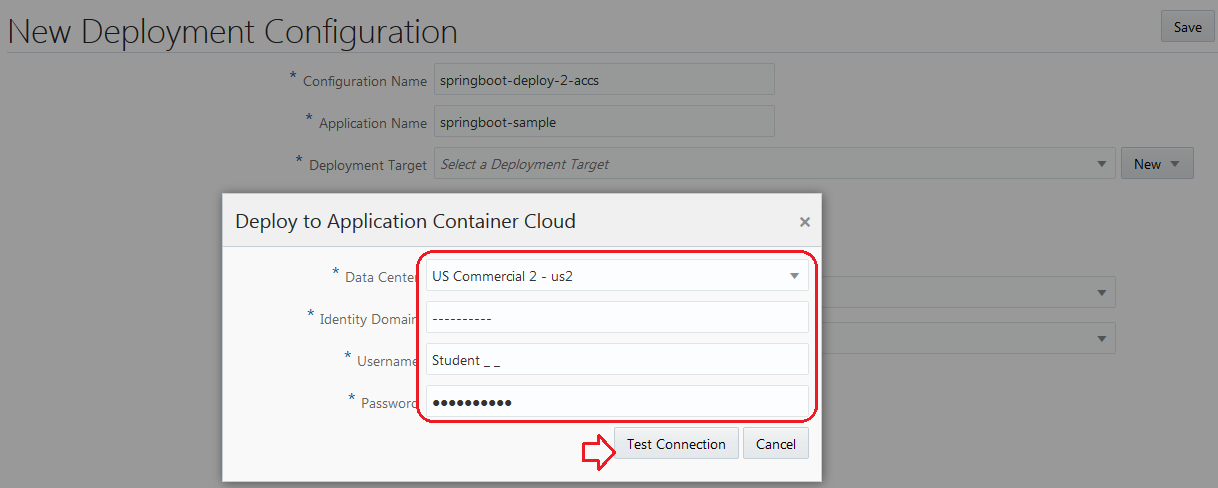 New Deployment Configuration
Save
* Configuration Name springboot-deploy-2-accs
* Application Name springboot-sample
* Deployment Target Select a Deployment Target New
Deploy to Application Container Cloud ×
* Data Center US Commercial 2 - us2
* Identity Domain ----------
* Username Student _ _
* Password ●●●●●●●●●●
Test Connection Cancel